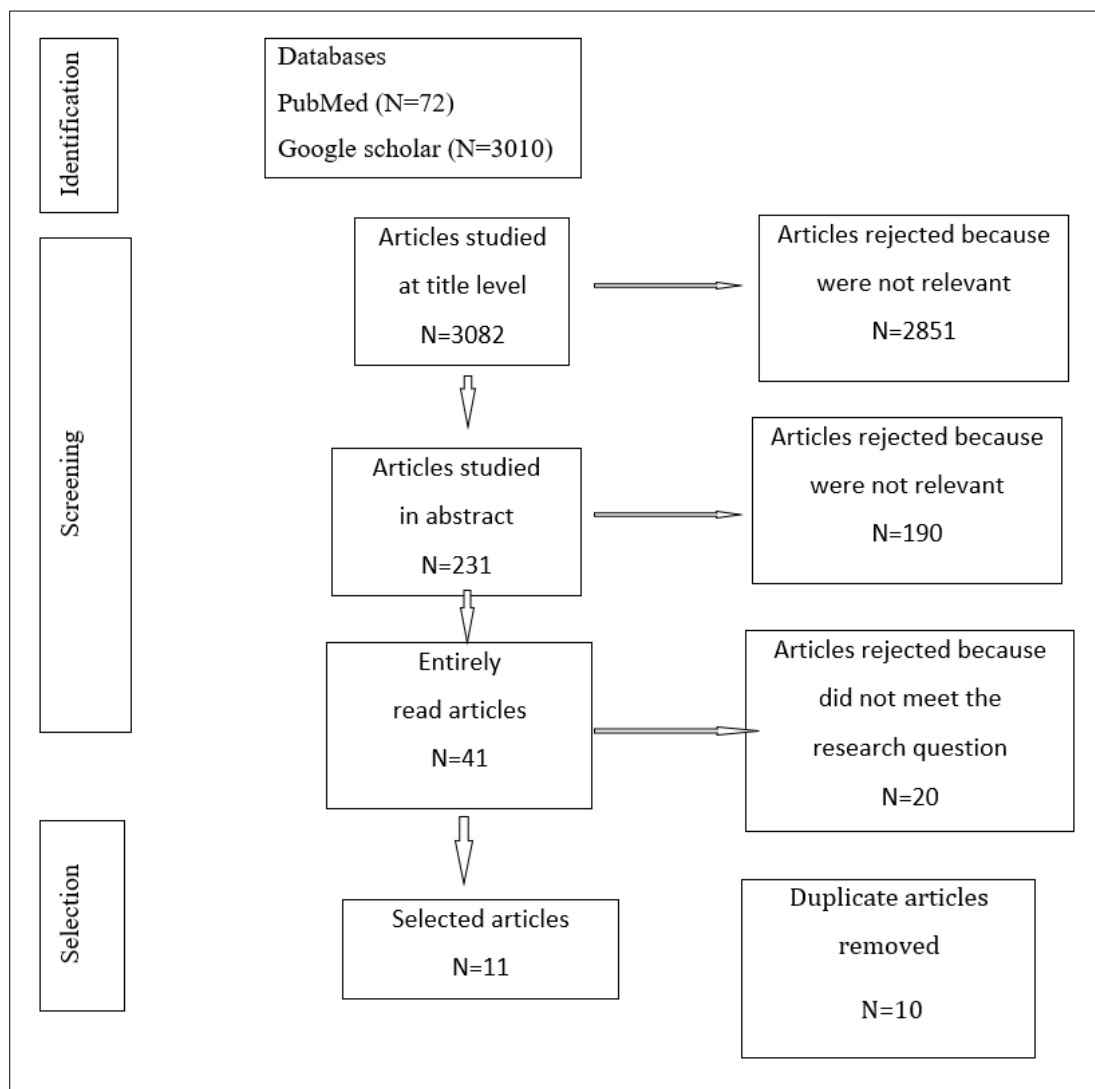 Identification
Databases
PubMed (N=72)
Google scholar (N=3010)
Screening
Articles studied
at title level
N=3082
Articles rejected because
were not relevant
N=2851
Articles studied
in abstract
N=231
Articles rejected because
were not relevant
N=190
Entirely
read articles
N=41
Articles rejected because
did not meet the
research question
N=20
Selection
Selected articles
N=11
Duplicate articles
removed
N=10